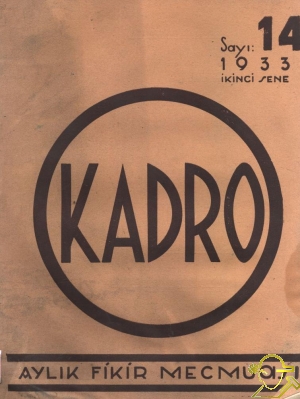 Sayı: 14
1933
İKİNCİ SENE
KADRO
AYLIK FİKİR MECMUASI